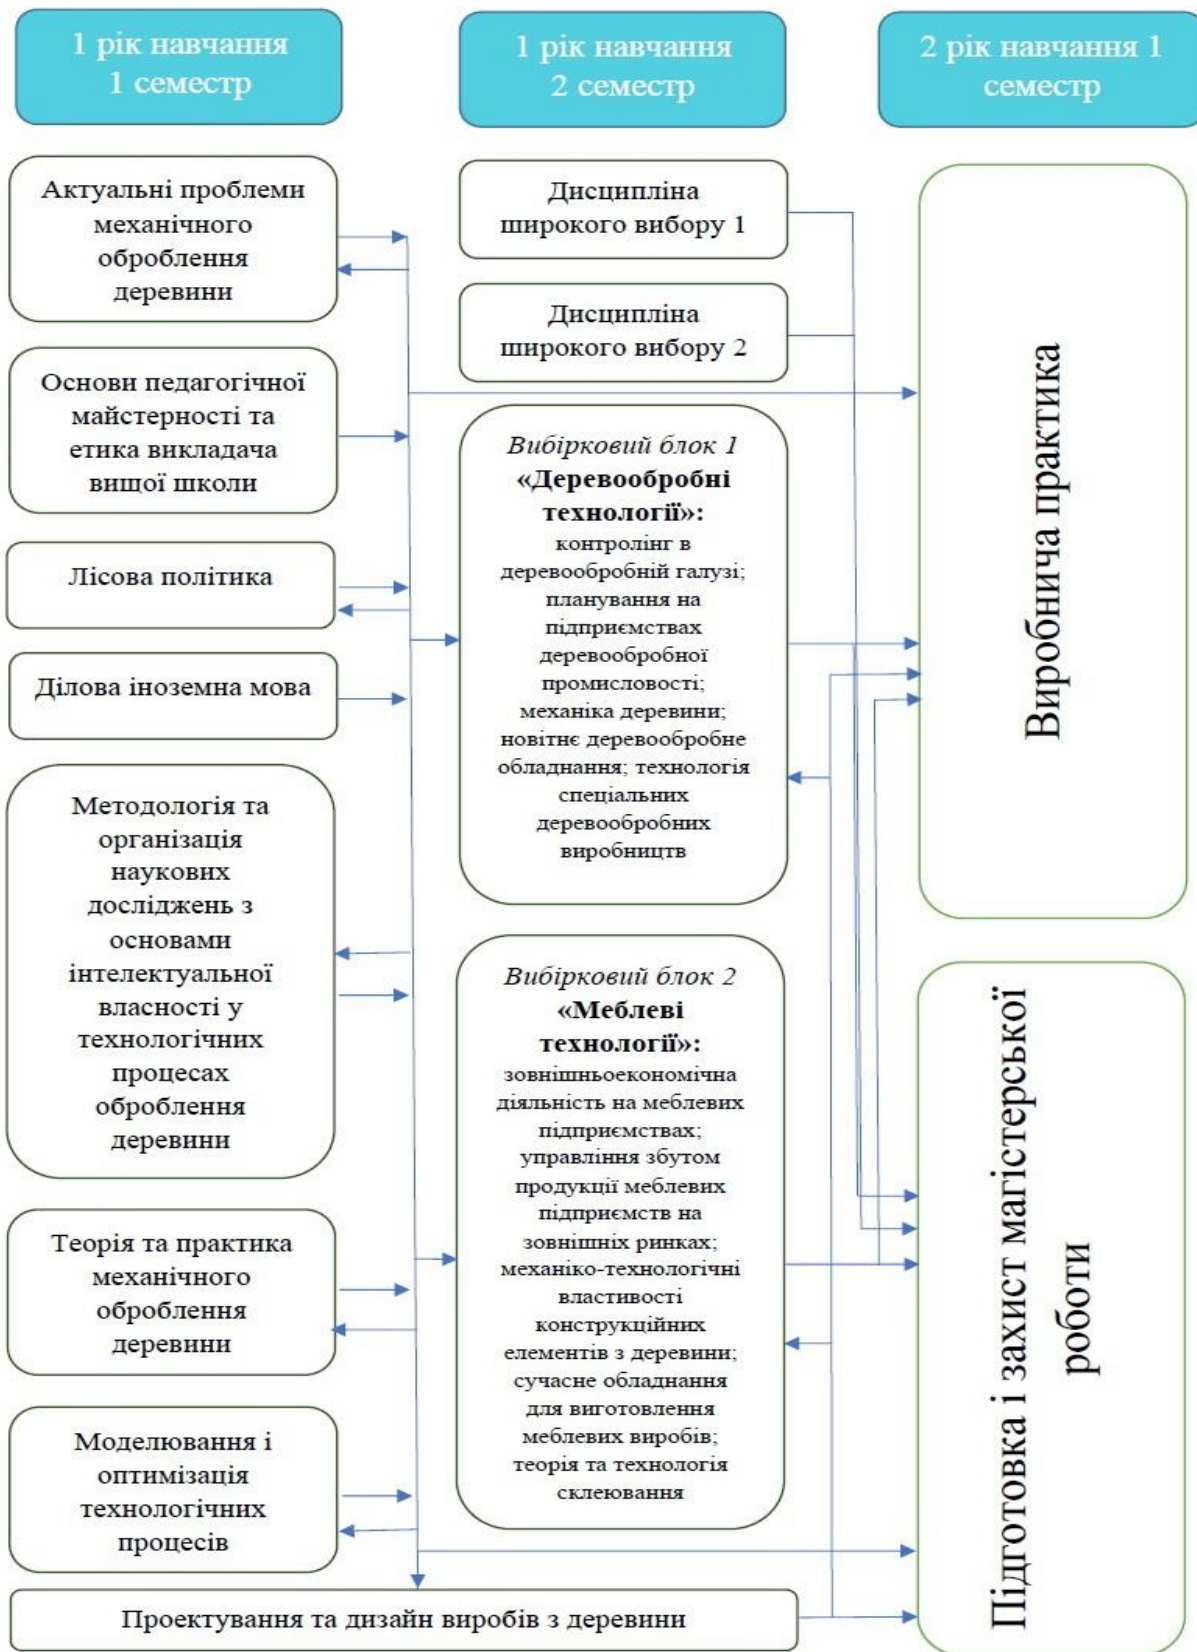 1 рік навчання
1 семестр
1 рік навчання
2 семестр
2 рік навчання 1
семестр
Актуальні проблеми
механічного
оброблення
деревини
Основи педагогічної
майстерності та
етика викладача
вищої школи
Лісова політика
Ділова іноземна мова
Методологія та
організація
наукових
досліджень з
основами
інтелектуальної
власності у
технологічних
процесах
оброблення
деревини
Теорія та практика
механічного
оброблення
деревини
Моделювання і
оптимізація
технологічних
процесів
Проектування та дизайн виробів з деревини
Дисципліна
широкого вибору 1
Дисципліна
широкого вибору 2
Вибірковий блок 1
«Деревообробні
технології»:
контролінг в
деревообробній галузі;
планування на
підприємствах
деревообробної
промисловості;
механіка деревини;
новітнє деревообробне
обладнання; технологія
спеціальних
деревообробних
виробництв
Вибірковий блок 2
«Меблеві
технології»:
зовнішньоекономічна
діяльність на меблевих
підприємствах;
управління збутом
продукції меблевих
підприємств на
зовнішніх ринках;
механіко-технологічні
властивості
конструкційних
елементів з деревини;
сучасне обладнання
для виготовлення
меблевих виробів;
теорія та технологія
склеювання
Виробнича практика
Підготовка і захист магістерської
роботи